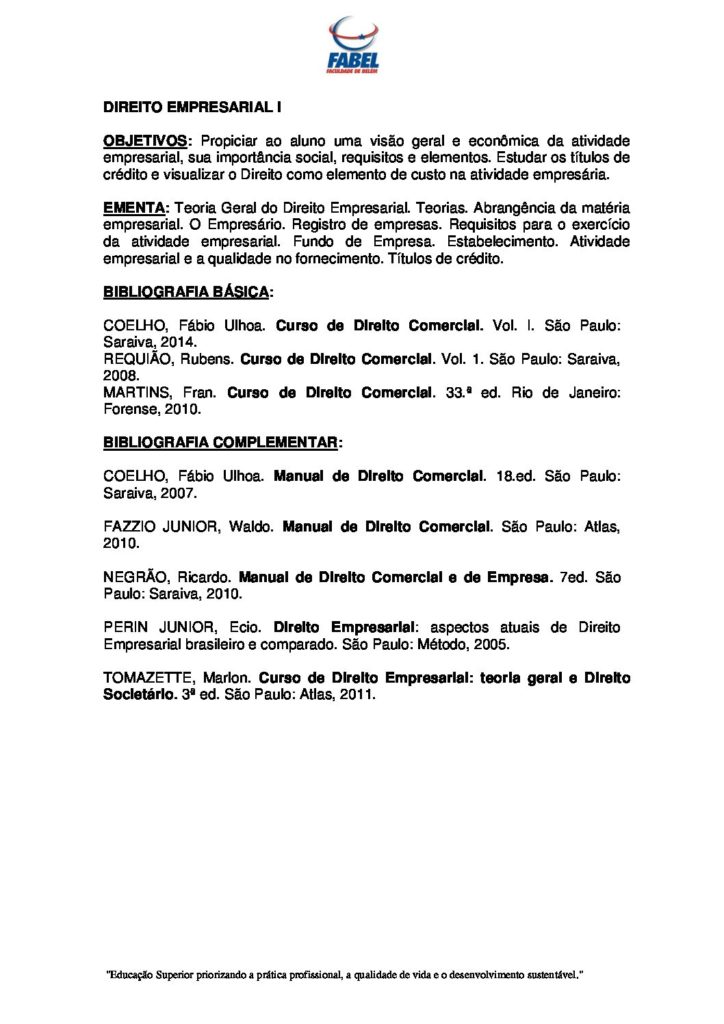 FABEL
FACULDADE DE BELÉM
DIREITO EMPRESARIAL I
OBJETIVOS: Propiciar ao aluno uma visão geral e econômica da atividade
empresarial, sua importância social, requisitos e elementos. Estudar os títulos de
crédito e visualizar o Direito como elemento de custo na atividade empresária.
EMENTA: Teoria Geral do Direito Empresarial. Teorias. Abrangência da matéria
empresarial. O Empresário. Registro de empresas. Requisitos para o exercício
da atividade empresarial. Fundo de Empresa. Estabelecimento. Atividade
empresarial e a qualidade no fornecimento. Títulos de crédito.
BIBLIOGRAFIA BÁSICA:
COELHO, Fábio Ulhoa. Curso de Direito Comercial. Vol. I. São Paulo:
Saraiva, 2014.
REQUIÃO, Rubens. Curso de Direito Comercial. Vol. 1. São Paulo: Saraiva,
2008.
MARTINS, Fran. Curso de Direito Comercial. 33.ª ed. Rio de Janeiro:
Forense, 2010.
BIBLIOGRAFIA COMPLEMENTAR:
COELHO, Fábio Ulhoa. Manual de Direito Comercial. 18.ed. São Paulo:
Saraiva, 2007.
FAZZIO JUNIOR, Waldo. Manual de Direito Comercial. São Paulo: Atlas,
2010.
NEGRÃO, Ricardo. Manual de Direito Comercial e de Empresa. 7ed. São
Paulo: Saraiva, 2010.
PERIN JUNIOR, Ecio. Direito Empresarial: aspectos atuais de Direito
Empresarial brasileiro e comparado. São Paulo: Método, 2005.
TOMAZETTE, Marlon. Curso de Direito Empresarial: teoria geral e Direito
Societário. 3ª ed. São Paulo: Atlas, 2011.
"Educação Superior priorizando a prática profissional, a qualidade de vida e o desenvolvimento sustentável."